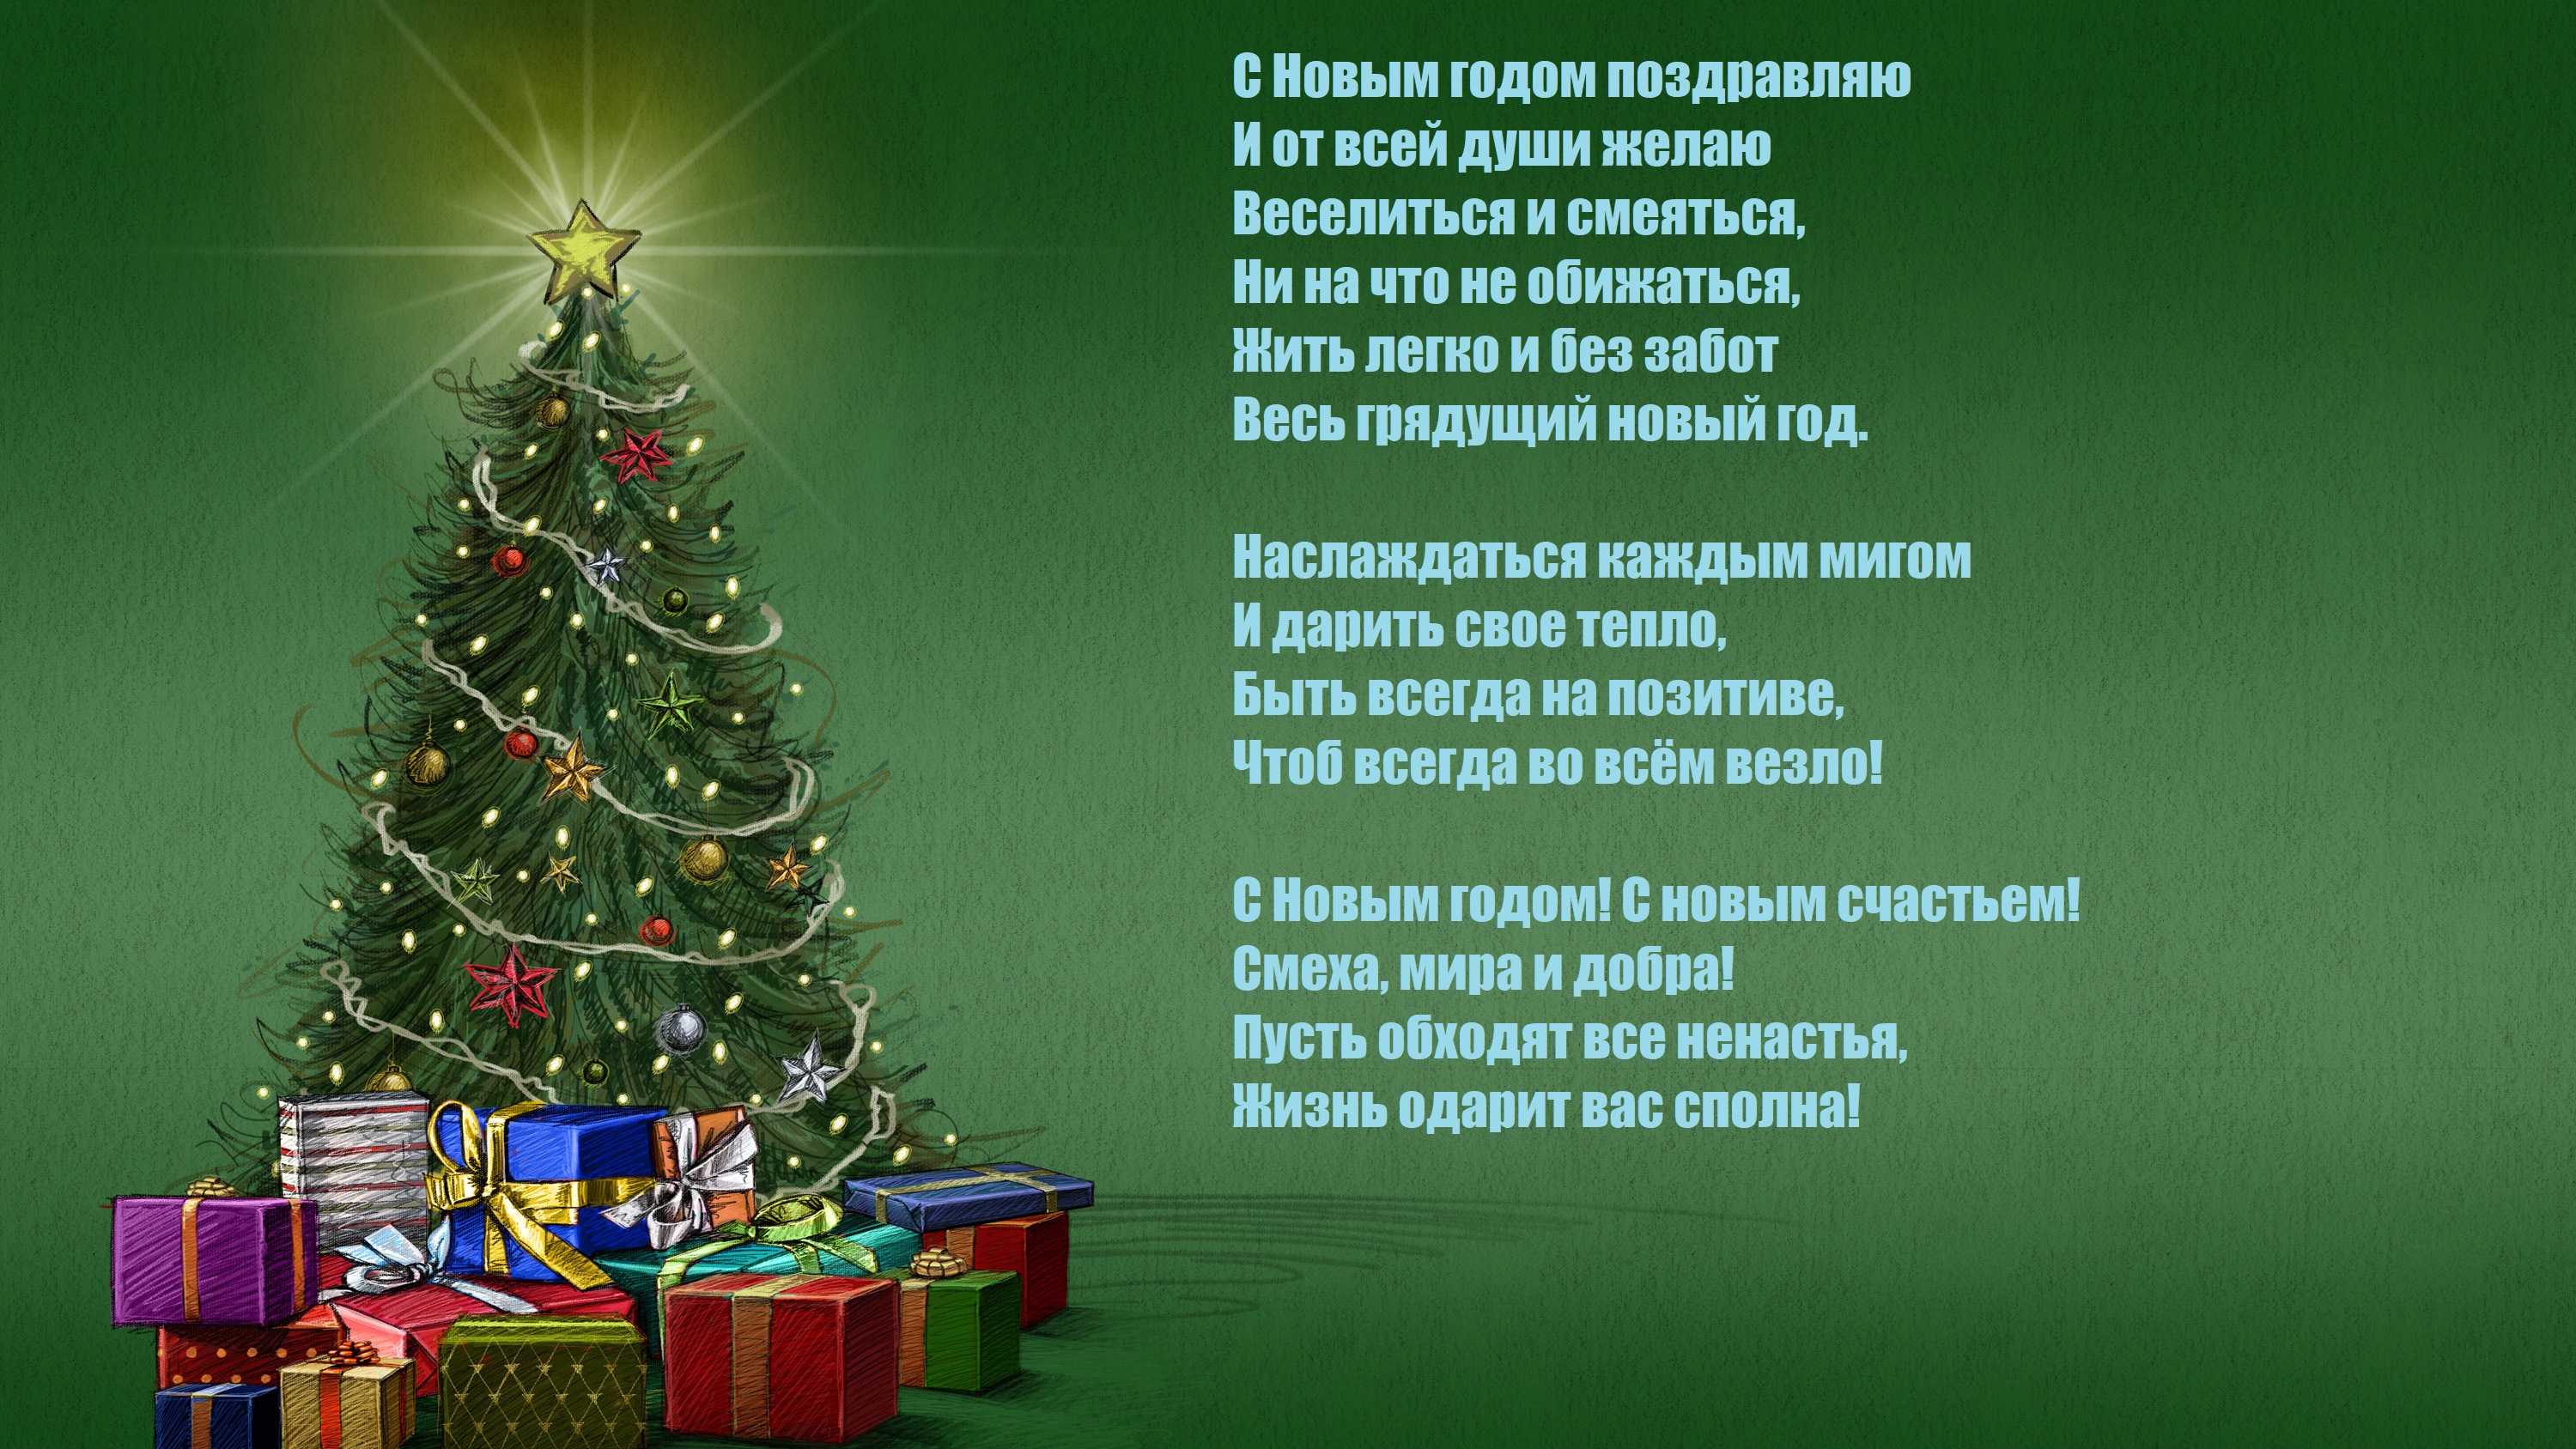 С Новым годом поздравляю
И от всей души желаю
Веселиться и смеяться,
Ни на что не обижаться,
Жить легко и без забот
Весь грядущий новый год.
Наслаждаться каждым мигом
И дарить свое тепло,
Быть всегда на позитиве,
Чтоб всегда во всём везло!
С Новым годом! С новым счастьем!
Смеха, мира и добра!
Пусть обходят все ненастья,
Жизнь одарит вас сполна!